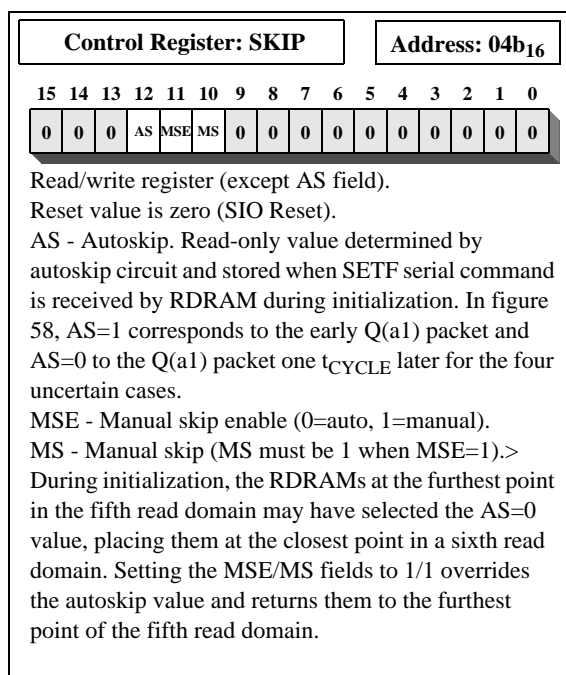 Control Register: SKIP
Address: 04b16
15 14 13 12 11 10 9 8 7 6 5 4 3 2 1 0
0 0 0 AS MSE MS 0 0 0 0 0 0 0 0 0 0
Read/write register (except AS field).
Reset value is zero (SIO Reset).
AS - Autoskip. Read-only value determined by
autoskip circuit and stored when SETF serial command
is received by RDRAM during initialization. In figure
58, AS=1 corresponds to the early Q(a1) packet and
AS=0 to the Q(a1) packet one tCYCLE later for the four
uncertain cases.
MSE - Manual skip enable (0=auto, 1=manual).
MS - Manual skip (MS must be 1 when MSE=1).>
During initialization, the RDRAMs at the furthest point
in the fifth read domain may have selected the AS=0
value, placing them at the closest point in a sixth read
domain. Setting the MSE/MS fields to 1/1 overrides
the autoskip value and returns them to the furthest
point of the fifth read domain.